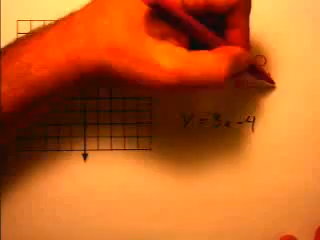 y = 3x - 4